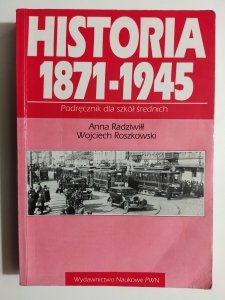 HISTORIA
1871-1945
Podręcznik dla szkół średnich
Anna Radziwiłł
Wojciech Roszkowski
Wydawnictwo Naukowe PWN